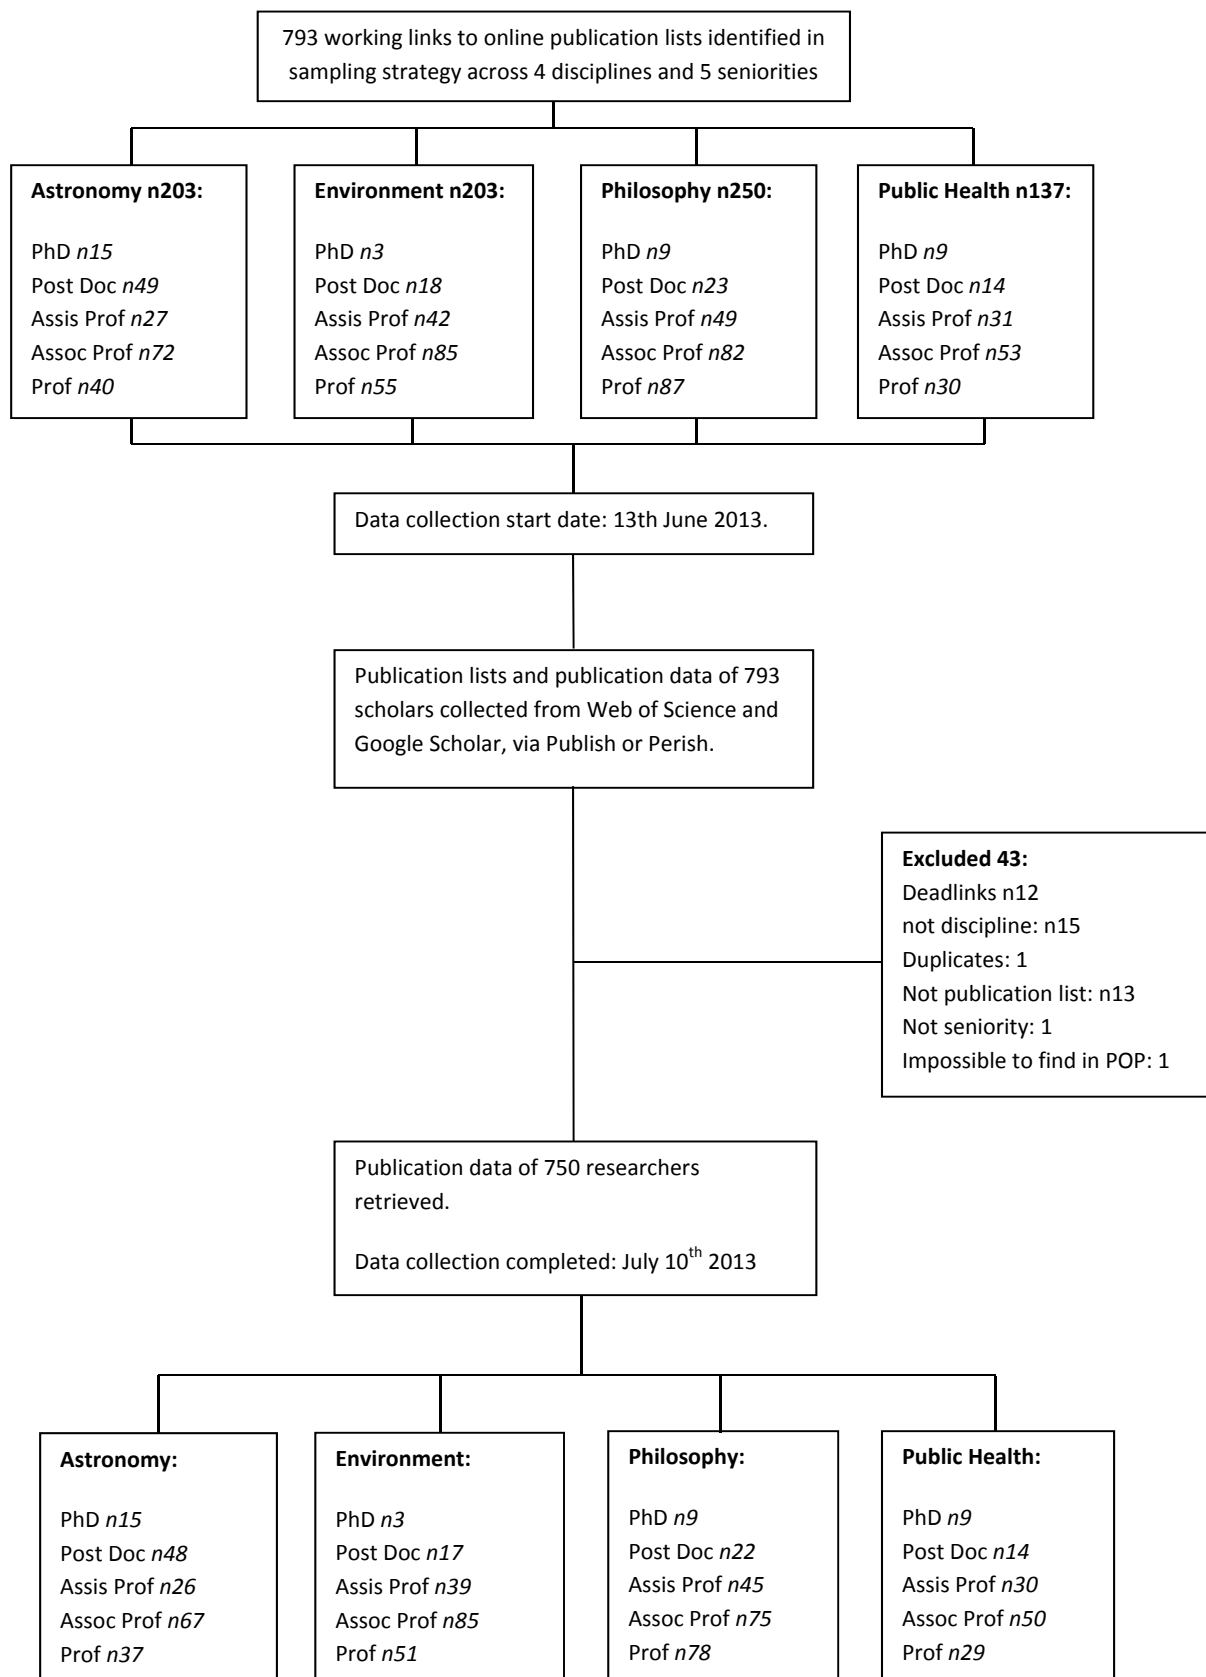 793 working links to online publication lists identified in
sampling strategy across 4 disciplines and 5 seniorities
Astronomy n203:
PhD n15
Post Doc n49
Assis Prof n27
Assoc Prof n72
Prof n40
Environment n203:
PhD n3
Post Doc n18
Assis Prof n42
Assoc Prof n85
Prof n55
Philosophy n250:
PhD n9
Post Doc n23
Assis Prof n49
Assoc Prof n82
Prof n87
Public Health n137:
PhD n9
Post Doc n14
Assis Prof n31
Assoc Prof n53
Prof n30
Data collection start date: 13th June 2013.
Publication lists and publication data of 793
scholars collected from Web of Science and
Google Scholar, via Publish or Perish.
Excluded 43:
Deadlinks n12
not discipline: n15
Duplicates: 1
Not publication list: n13
Not seniority: 1
Impossible to find in POP: 1
Publication data of 750 researchers
retrieved.
Data collection completed: July 10th 2013
Astronomy:
PhD n15
Post Doc n48
Assis Prof n26
Assoc Prof n67
Prof n37
Environment:
PhD n3
Post Doc n17
Assis Prof n39
Assoc Prof n85
Prof n51
Philosophy:
PhD n9
Post Doc n22
Assis Prof n45
Assoc Prof n75
Prof n78
Public Health:
PhD n9
Post Doc n14
Assis Prof n30
Assoc Prof n50
Prof n29